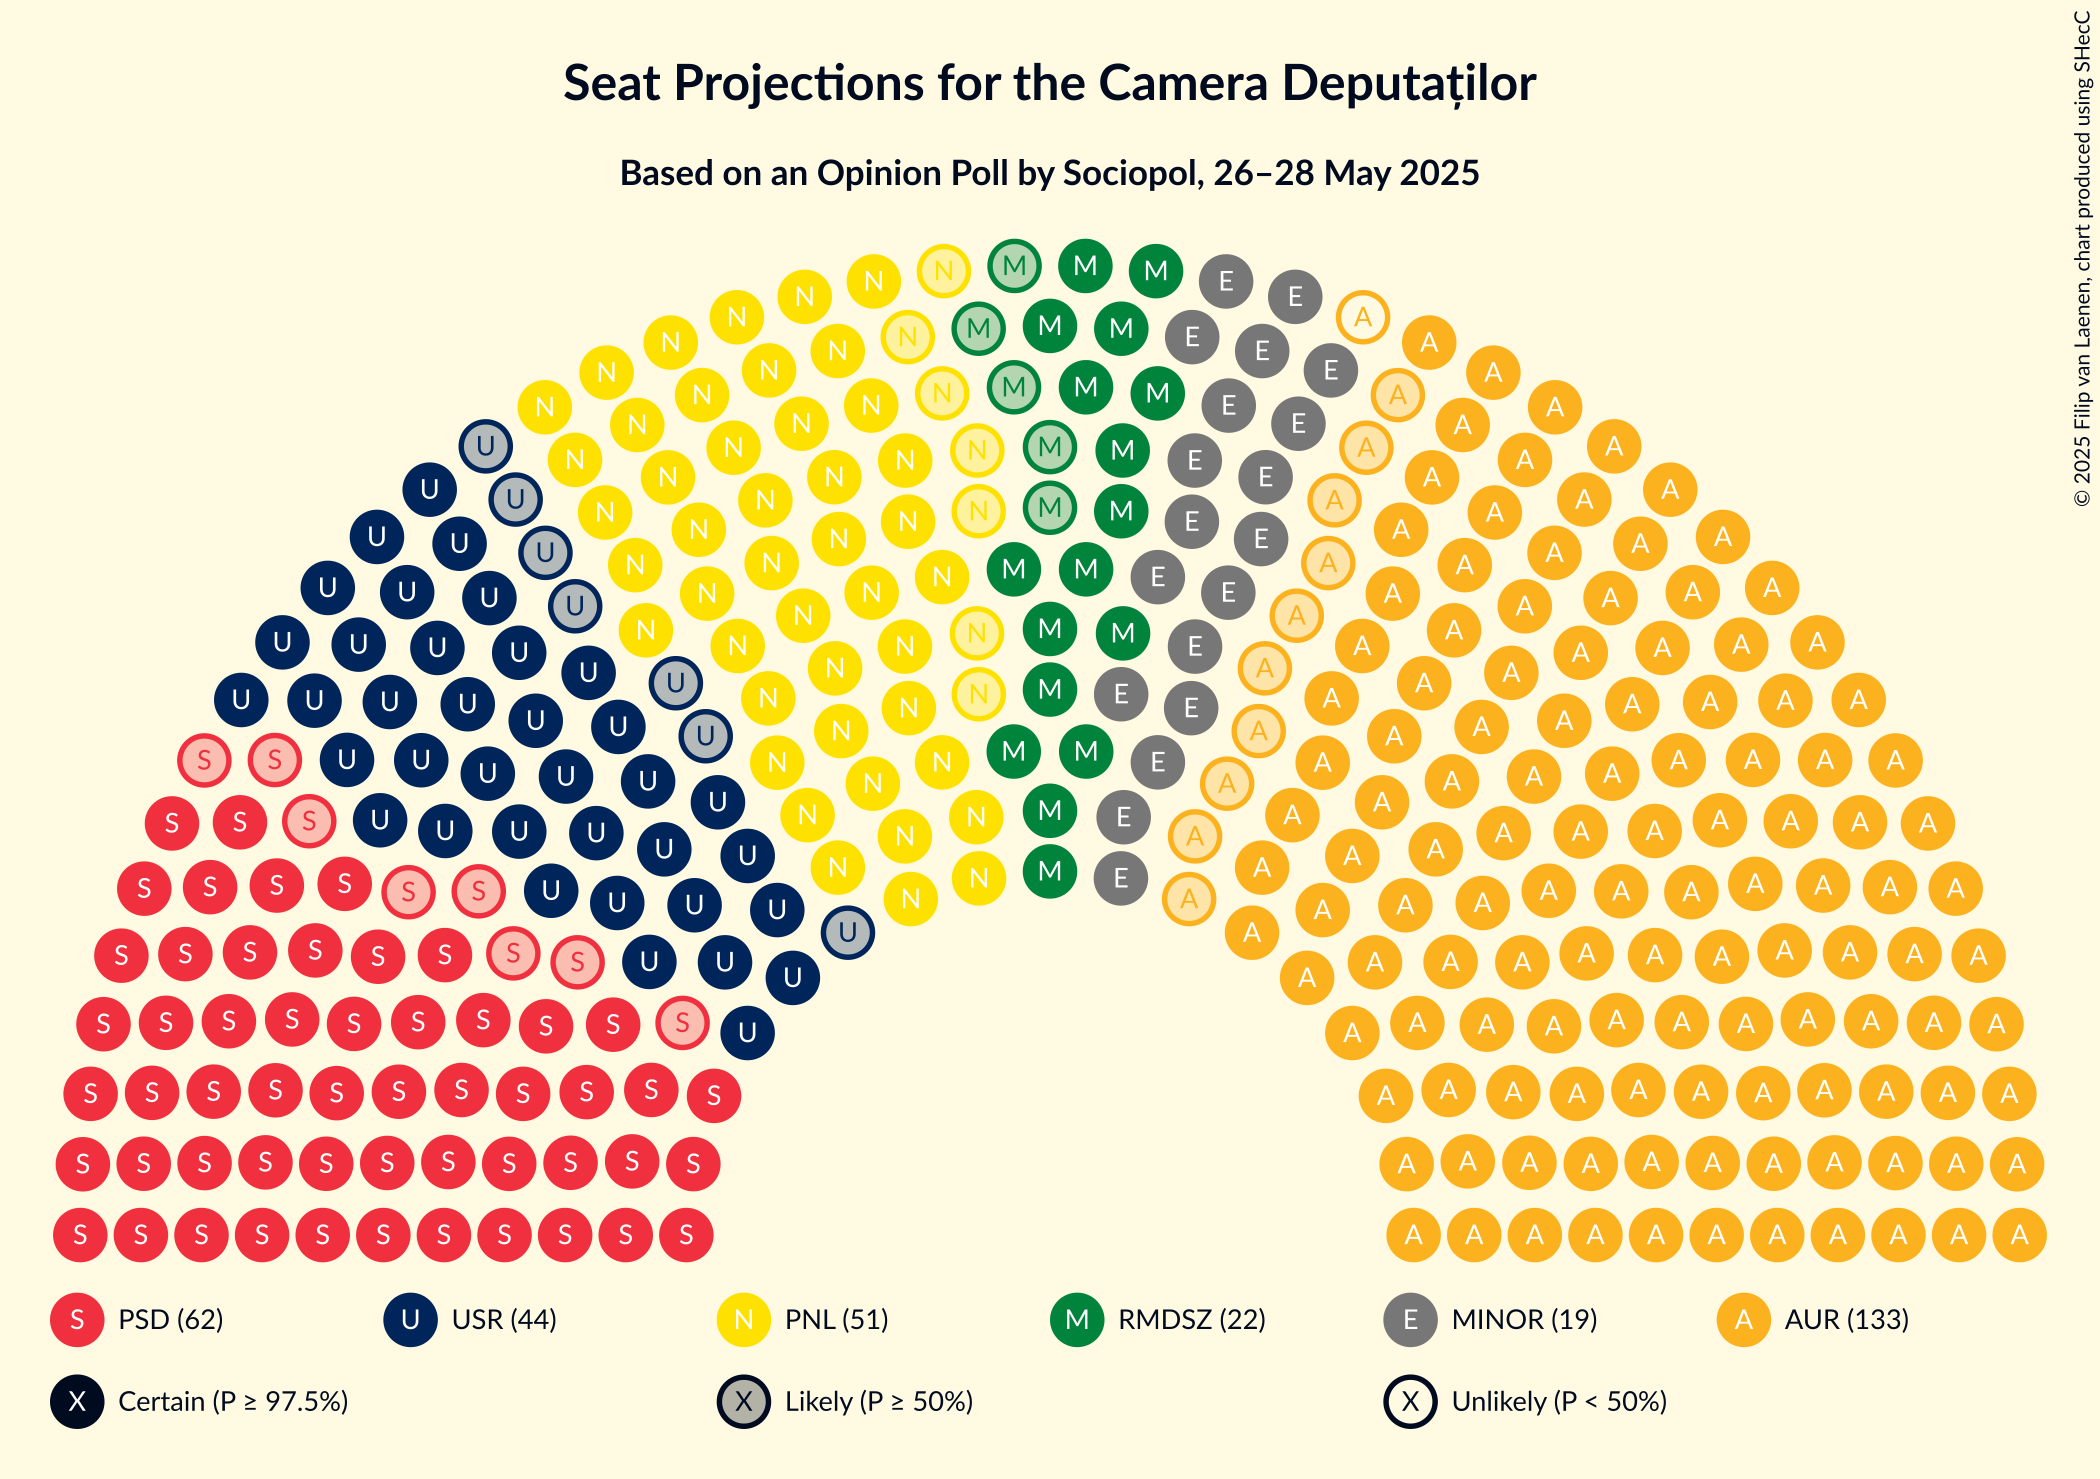 Seat Projections for the Camera Deputaților
Based on an Opinion Poll by Sociopol, 26–28 May 2025
© 2025 Filip van Laenen, chart produced using SHecC
S PSD (62)
U USR (44)
N PNL (51)
M RMDSZ (22)
E MINOR (19)
A AUR (133)
X Certain (P ≥ 97.5%)
X Likely (P ≥ 50%)
X Unlikely (P < 50%)